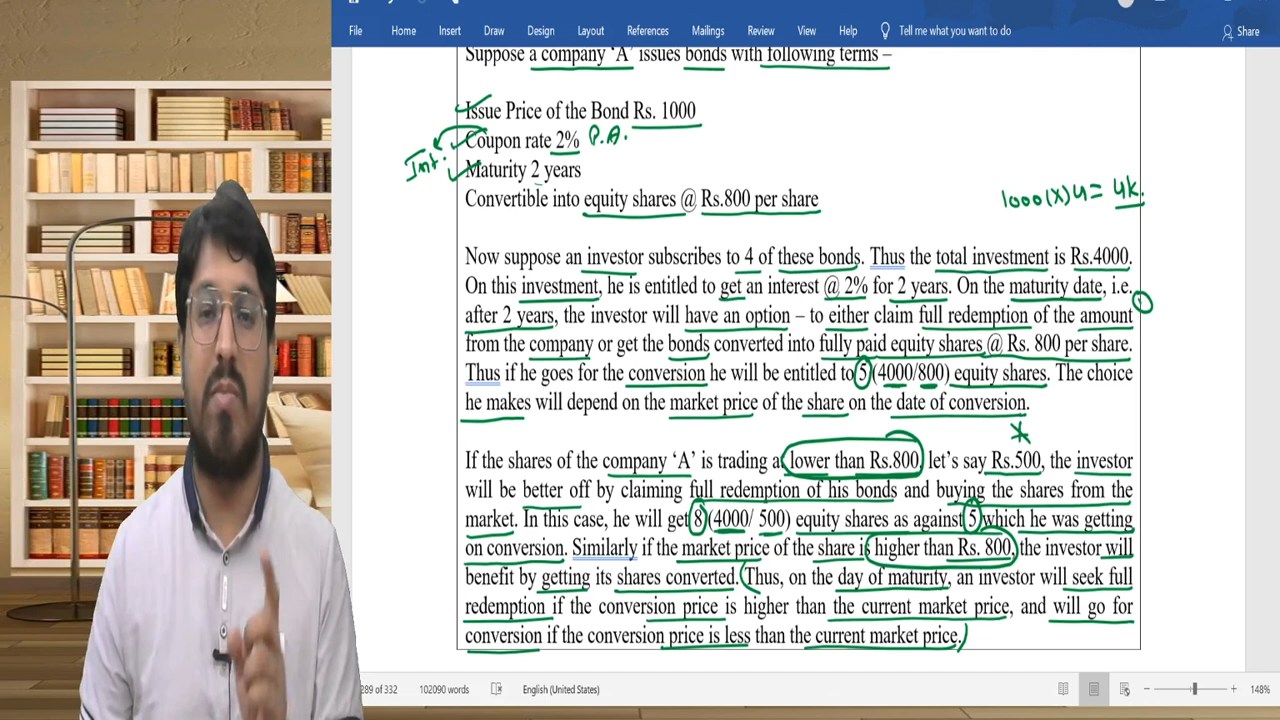 File Home Insert Draw Design Layout References Mailings Review View Help Tell me what you want to do Share
Suppose a company ‘A’ issues bonds with following terms –
Issue Price of the Bond Rs. 1000
Coupon rate 2% P.A.
Int.
Maturity 2 years
Convertible into equity shares @ Rs.800 per share
1000(x)4= 4k.
Now suppose an investor subscribes to 4 of these bonds. Thus the total investment is Rs.4000.
On this investment, he is entitled to get an interest @ 2% for 2 years. On the maturity date, i.e.
after 2 years, the investor will have an option – to either claim full redemption of the amount
from the company or get the bonds converted into fully paid equity shares @ Rs. 800 per share.
Thus if he goes for the conversion he will be entitled to 5 (4000/800) equity shares. The choice
he makes will depend on the market price of the share on the date of conversion.
If the shares of the company ‘A’ is trading a lower than Rs.800, let’s say Rs.500, the investor
will be better off by claiming full redemption of his bonds and buying the shares from the
market. In this case, he will get 8 (4000/ 500) equity shares as against 5 which he was getting
on conversion. Similarly if the market price of the share is higher than Rs. 800, the investor will
benefit by getting its shares converted. Thus, on the day of maturity, an investor will seek full
redemption if the conversion price is higher than the current market price, and will go for
conversion if the conversion price is less than the current market price.
289 of 332 102090 words English (United States) 148%